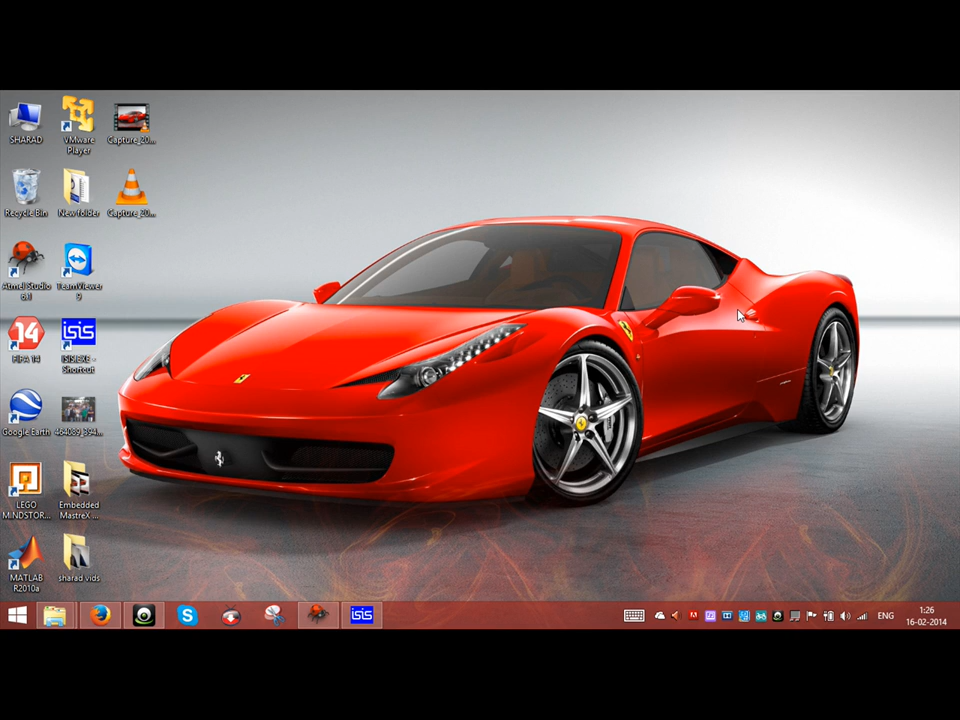 SHARAD
VMware
Player
Capture_20...
Recycle Bin
New folder
Capture_20...
Atmel Studio
6.1
TeamViewer
9
14
FIFA 14
isis
ISIS.EXE -
Shortcut
Google Earth
464089_394...
LEGO
MINDSTOR...
Embedded
MastreX...
MATLAB
R2010a
sharad vids
isis
ENG
1:26
16-02-2014